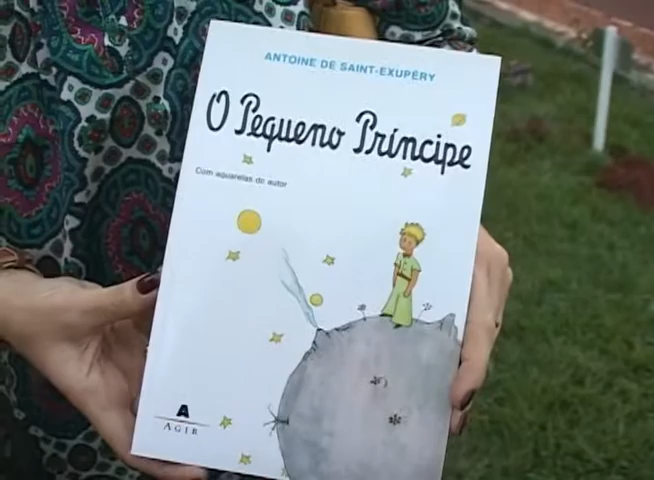 ANTOINE DE SAINT-EXUPÉRY
O Pequeno Príncipe
Com aquarelas do autor
A
AGIR